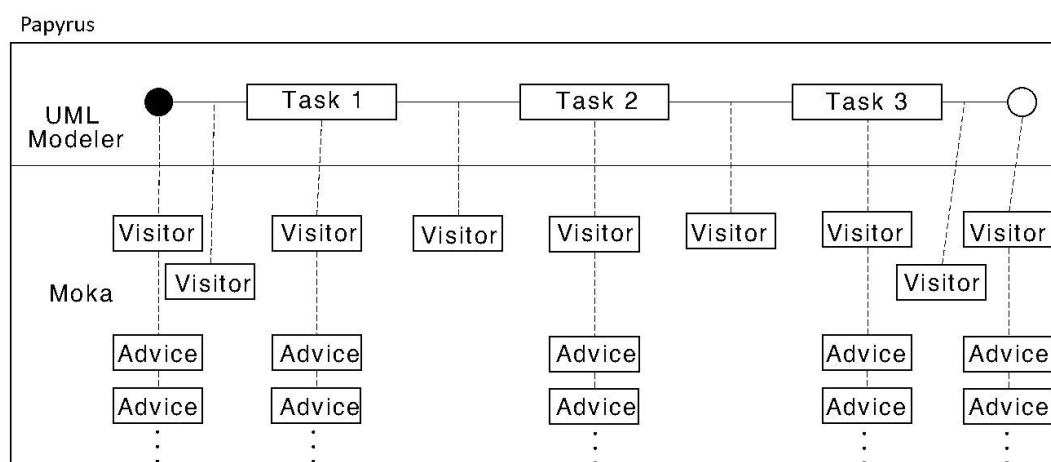 Papyrus
Task 1 Task 2 Task 3
UML
Modeler
Visitor Visitor Visitor Visitor Visitor Visitor Visitor
Visitor Visitor
Moka
Advice Advice Advice Advice Advice
Advice Advice Advice Advice Advice